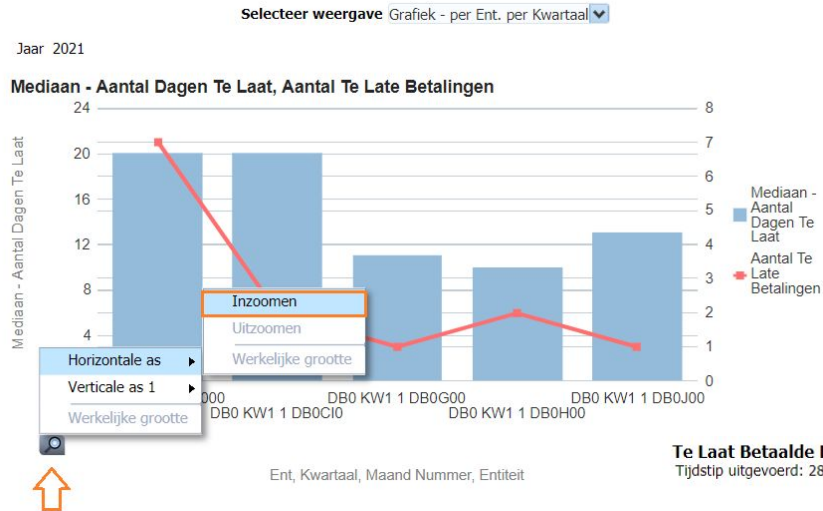 Selecteer weergave Grafiek - per Ent. per Kwartaal
Jaar 2021
Mediaan - Aantal Dagen Te Laat, Aantal Te Late Betalingen
Mediaan - Aantal Dagen Te Laat
24
20
16
12
8
4
8
7
6
5
4
3
2
1
0
Mediaan -
Aantal
Dagen Te
Laat
Aantal Te
Late
Betalingen
Inzoomen
Uitzoomen
Werkelijke grootte
Horizontale as
Verticale as 1
Werkelijke grootte
000
DB0 KW1 1 DB0CI0
DB0 KW1 1 DB0G00
DB0 KW1 1 DB0H00
DB0 KW1 1 DB0J00
Ent, Kwartaal, Maand Nummer, Entiteit
Te Laat Betaalde
Tijdstip uitgevoerd: 28